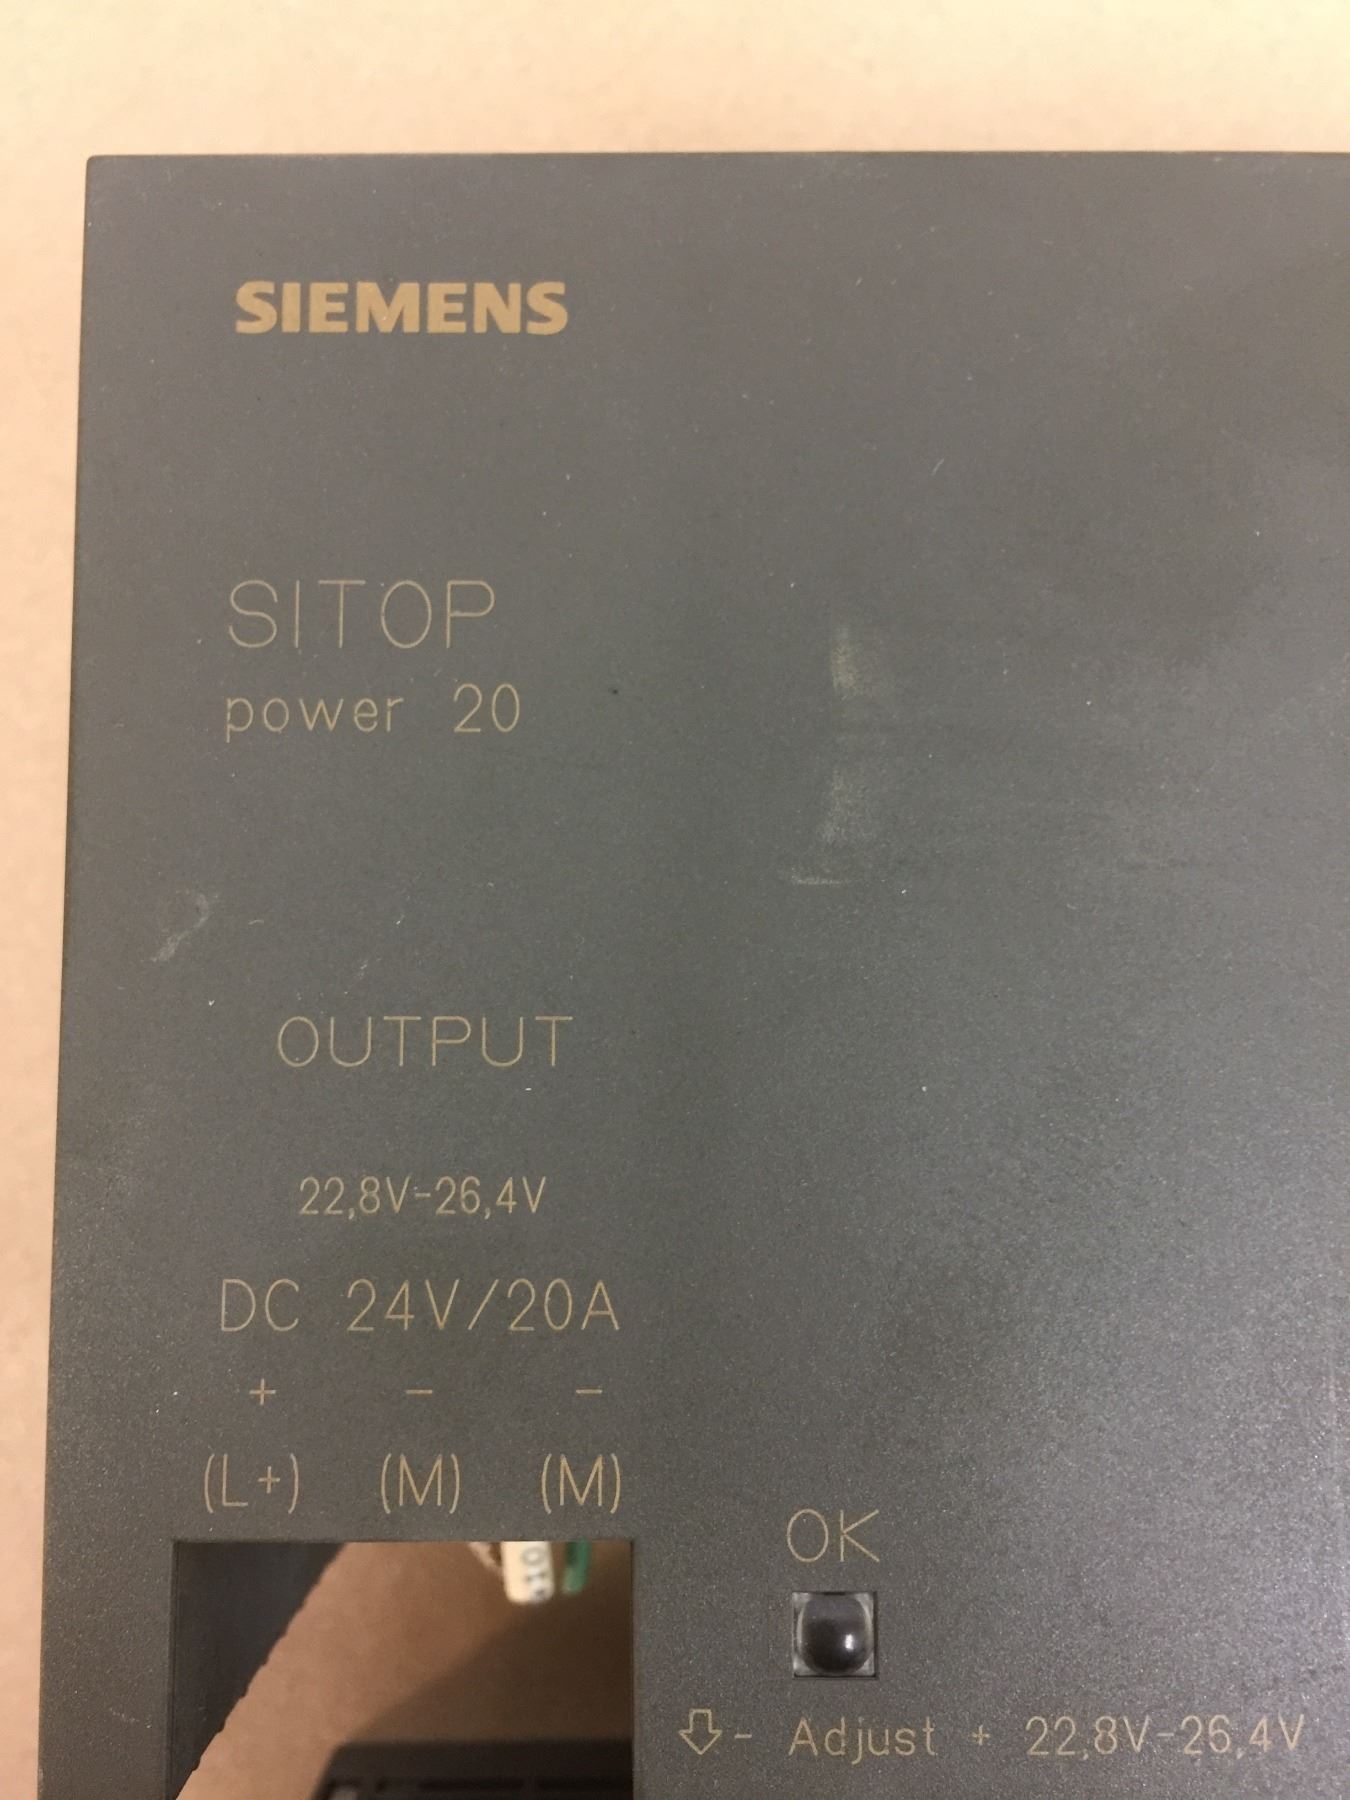 SIEMENS
SITOP
power 20
OUTPUT
22,8V-26,4V
DC 24V/20A
+ - -
(L+) (M) (M)
OK
- Adjust + 22,8V-26,4V